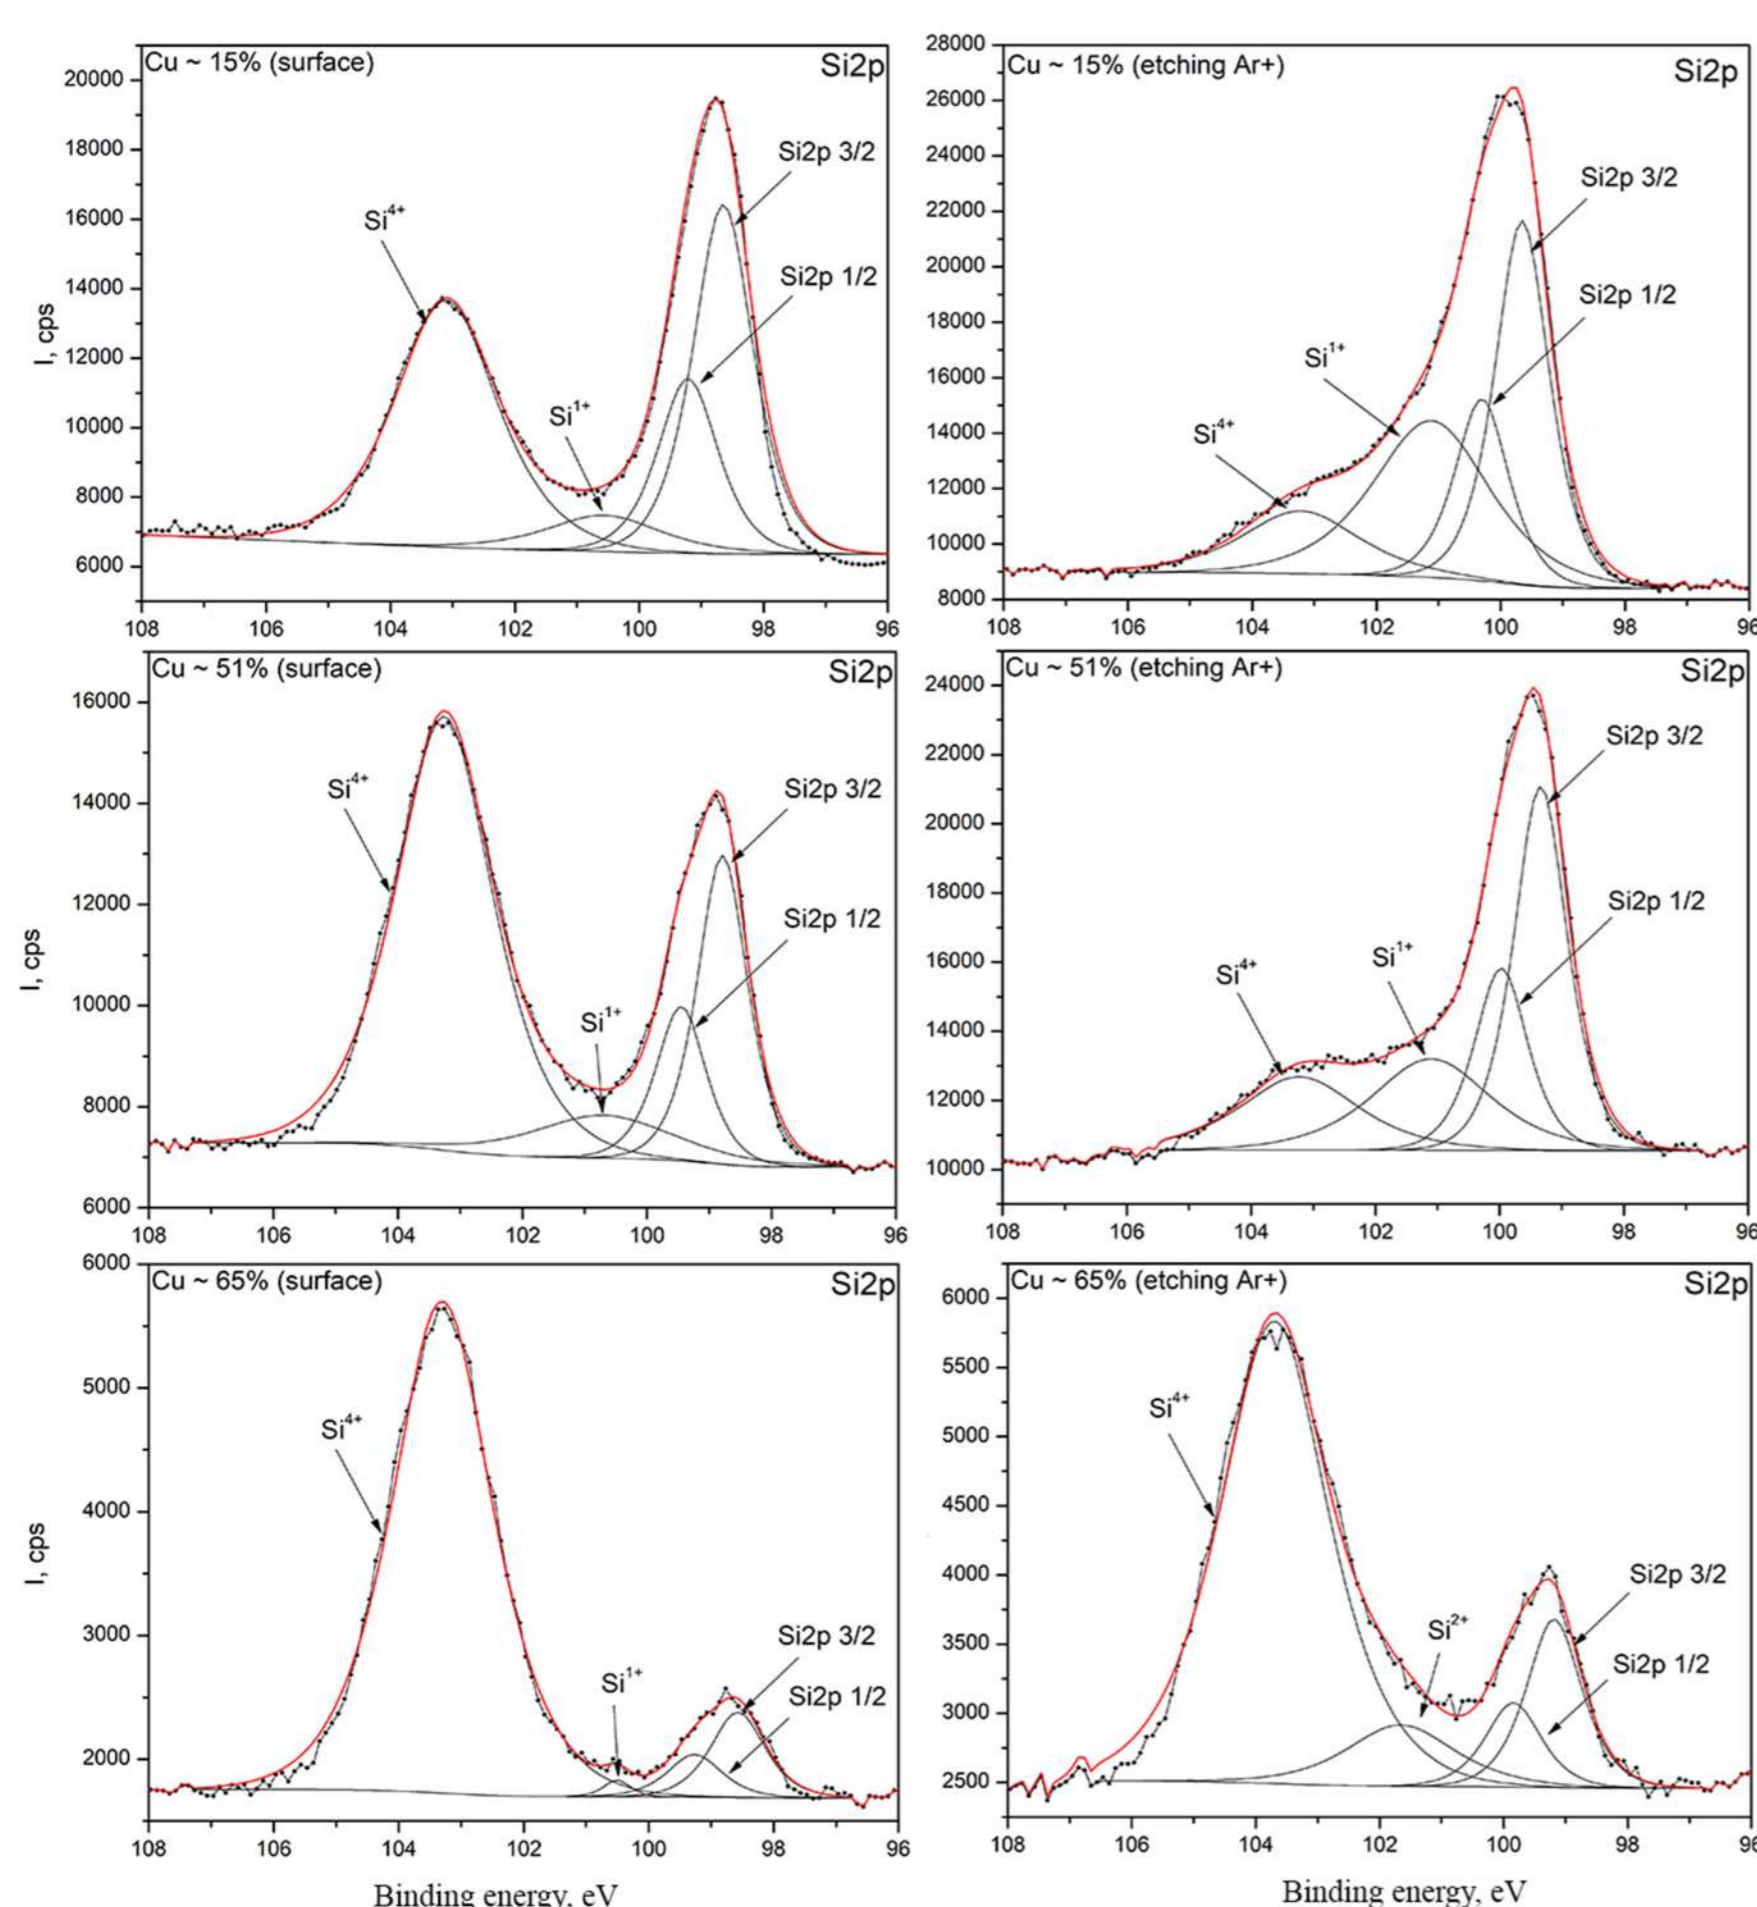 Cu ~ 15% (surface)
Si2p
20000
18000
16000
14000
12000
10000
8000
6000
I, cps
Si⁴⁺
Si¹⁺
Si2p 3/2
Si2p 1/2
108 106 104 102 100 98 96
Cu ~ 15% (etching Ar+)
Si2p
28000
26000
24000
22000
20000
18000
16000
14000
12000
10000
8000
Si⁴⁺
Si¹⁺
Si2p 3/2
Si2p 1/2
108 106 104 102 100 98 96
Cu ~ 51% (surface)
Si2p
16000
14000
12000
10000
8000
6000
I, cps
Si⁴⁺
Si¹⁺
Si2p 3/2
Si2p 1/2
108 106 104 102 100 98 96
Cu ~ 51% (etching Ar+)
Si2p
24000
22000
20000
18000
16000
14000
12000
10000
Si⁴⁺
Si¹⁺
Si2p 3/2
Si2p 1/2
108 106 104 102 100 98 96
Cu ~ 65% (surface)
Si2p
6000
5000
4000
3000
2000
I, cps
Si⁴⁺
Si¹⁺
Si2p 3/2
Si2p 1/2
108 106 104 102 100 98 96
Binding energy, eV
Cu ~ 65% (etching Ar+)
Si2p
6000
5500
5000
4500
4000
3500
3000
2500
Si⁴⁺
Si²⁺
Si2p 3/2
Si2p 1/2
108 106 104 102 100 98 96
Binding energy, eV